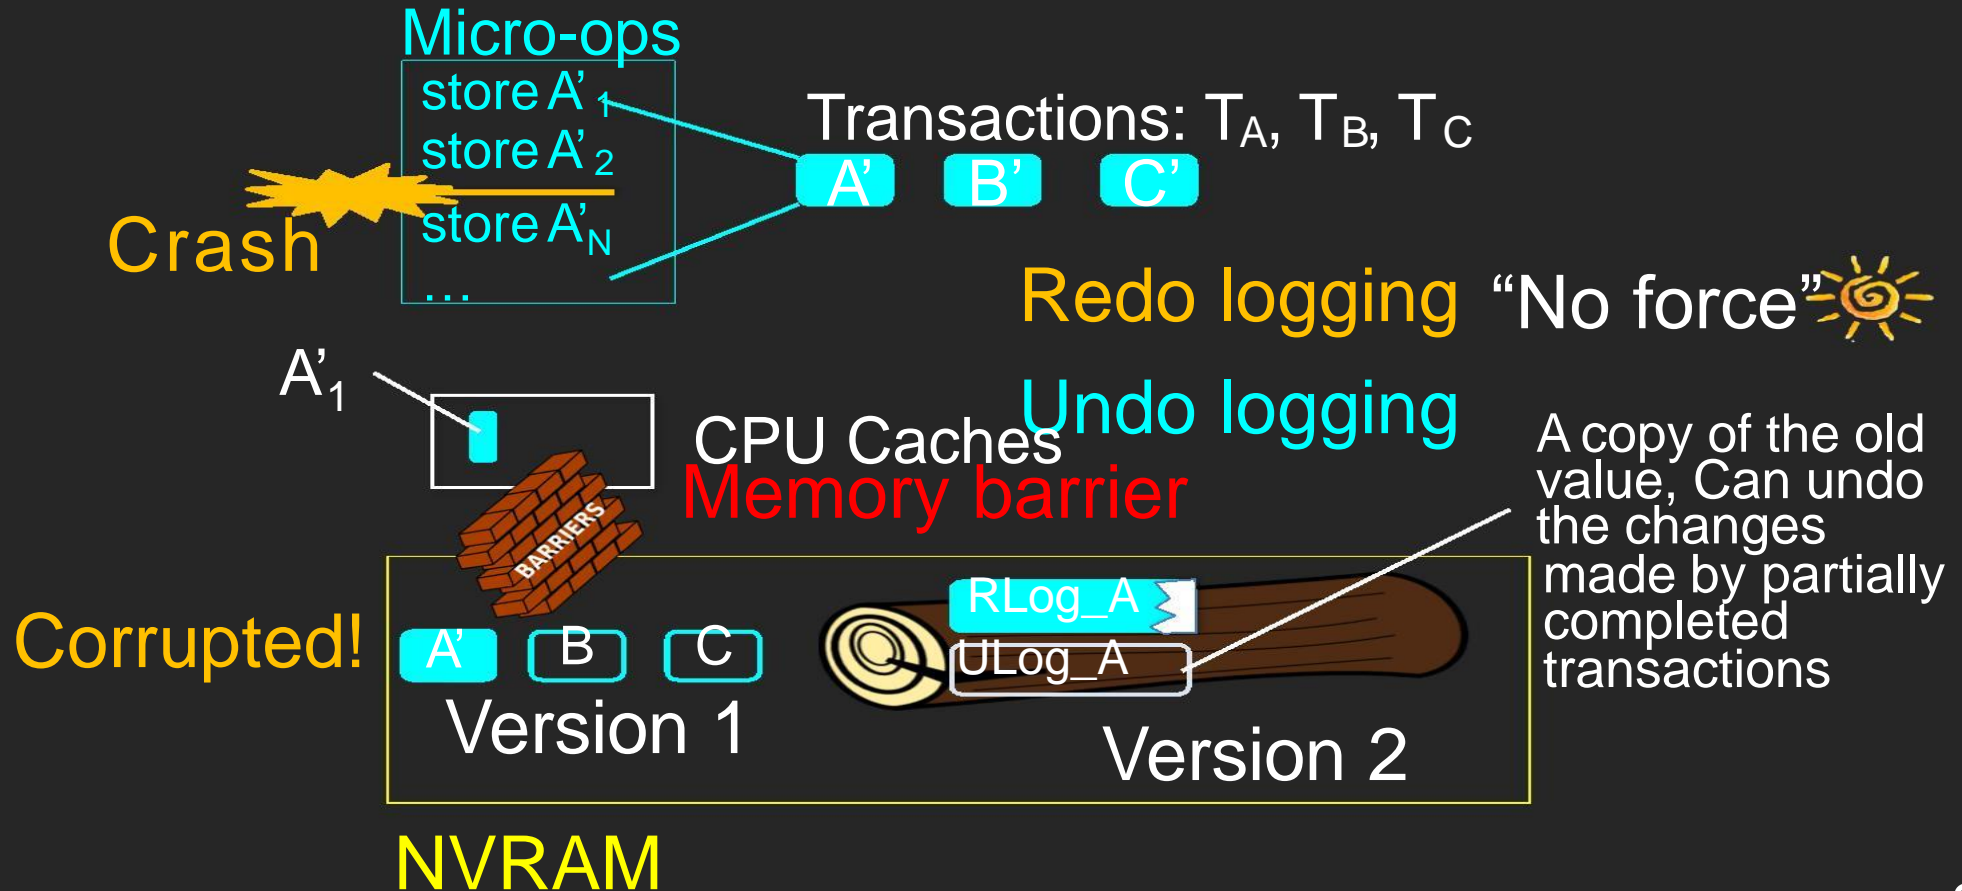 Micro-ops
store A’1
store A’2
store A’N
…
Transactions: TA, TB, TC
A’ B’ C’
Crash
Redo logging “No force”
Undo logging
A’1
CPU Caches
Memory barrier
BARRIERS
A copy of the old
value, Can undo
the changes
made by partially
completed
transactions
Corrupted!
A’ B C
Version 1
RLog_A
ULog_A
Version 2
NVRAM